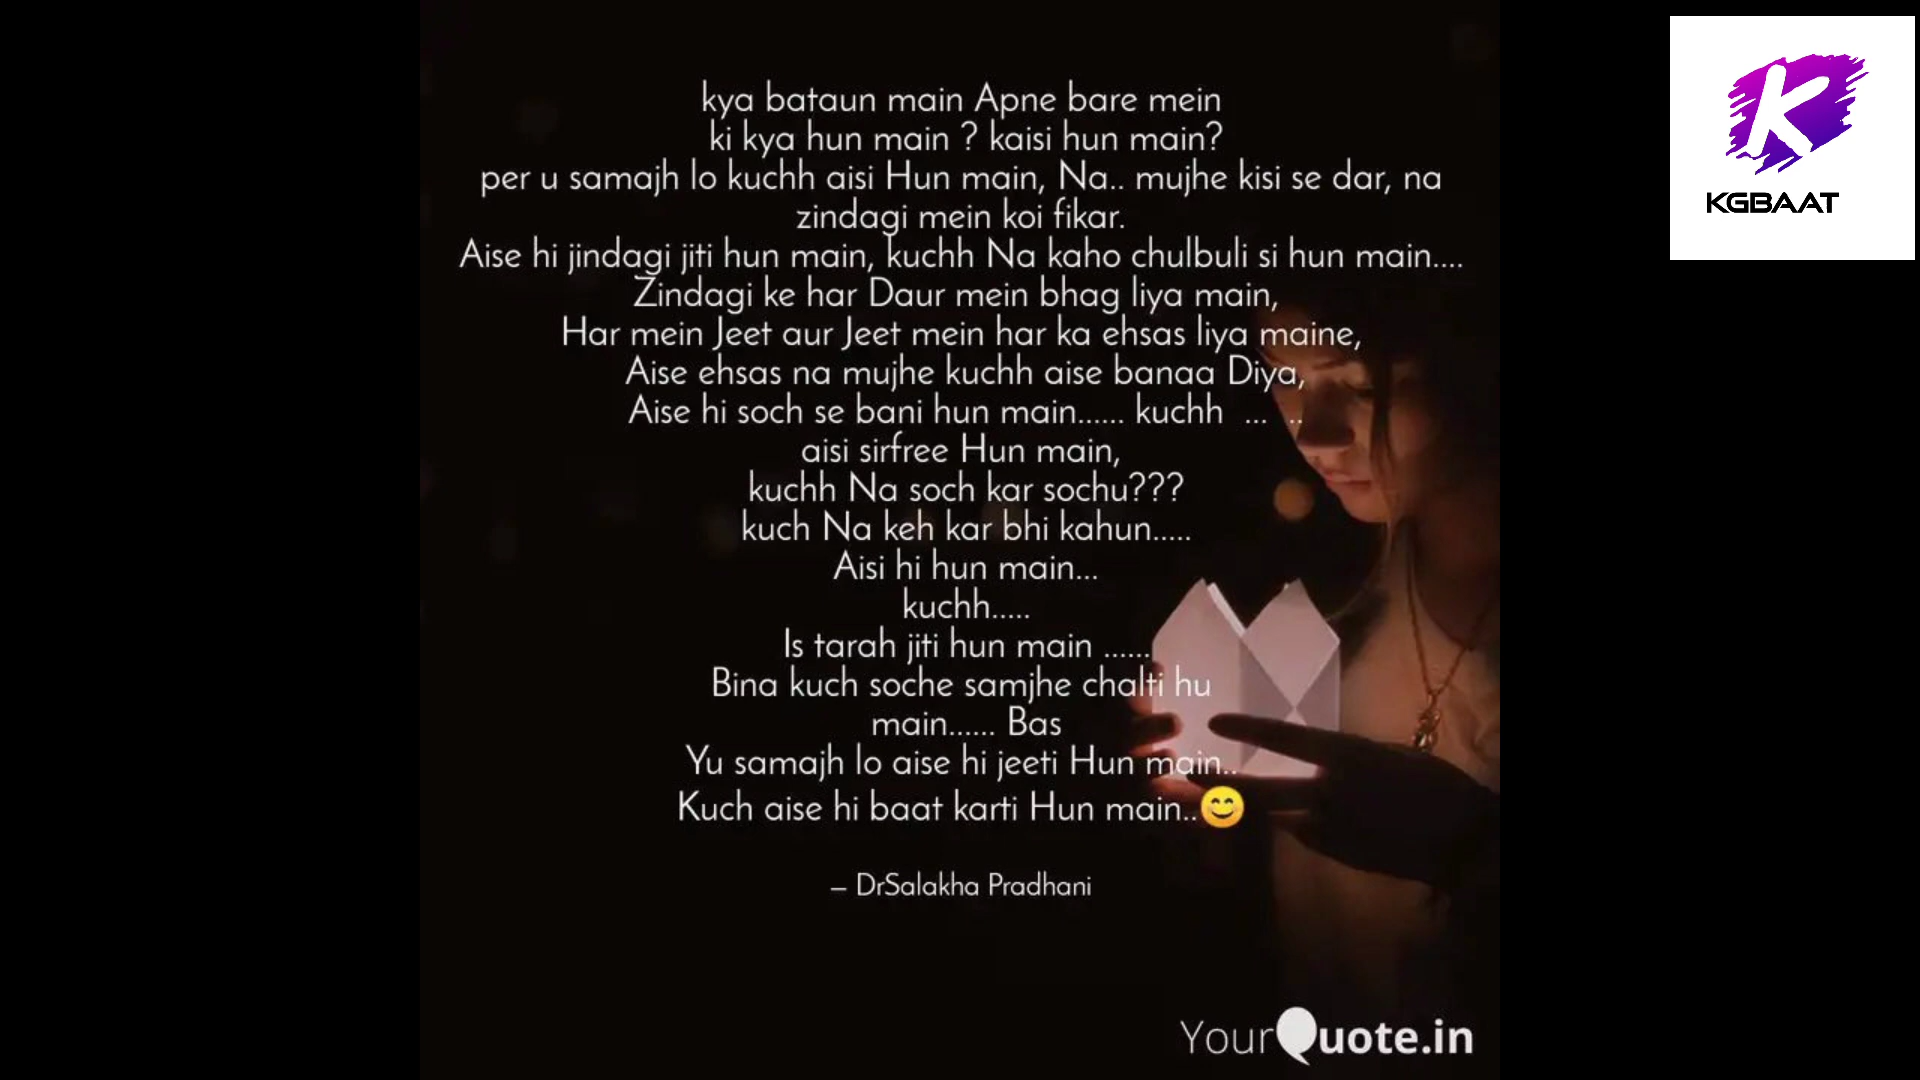 kya bataun main Apne bare mein
ki kya hun main ? kaisi hun main?
per u samajh lo kuchh aisi Hun main, Na.. mujhe kisi se dar, na
zindagi mein koi fikar.
Aise hi jindagi jiti hun main, kuchh Na kaho chulbuli si hun main....
Zindagi ke har Daur mein bhag liya main,
Har mein Jeet aur Jeet mein har ka ehsas liya maine,
Aise ehsas na mujhe kuchh aise banaa Diya,
Aise hi soch se bani hun main...... kuchh  ...  ..
aisi sirfree Hun main,
kuchh Na soch kar sochu???
kuch Na keh kar bhi kahun.....
Aisi hi hun main...
kuchh.....
Is tarah jiti hun main ......
Bina kuch soche samjhe chalti hu
main...... Bas
Yu samajh lo aise hi jeeti Hun main..
Kuch aise hi baat karti Hun main..😊
– DrSalakha Pradhani
YourQuote.in
K
KGBAAT